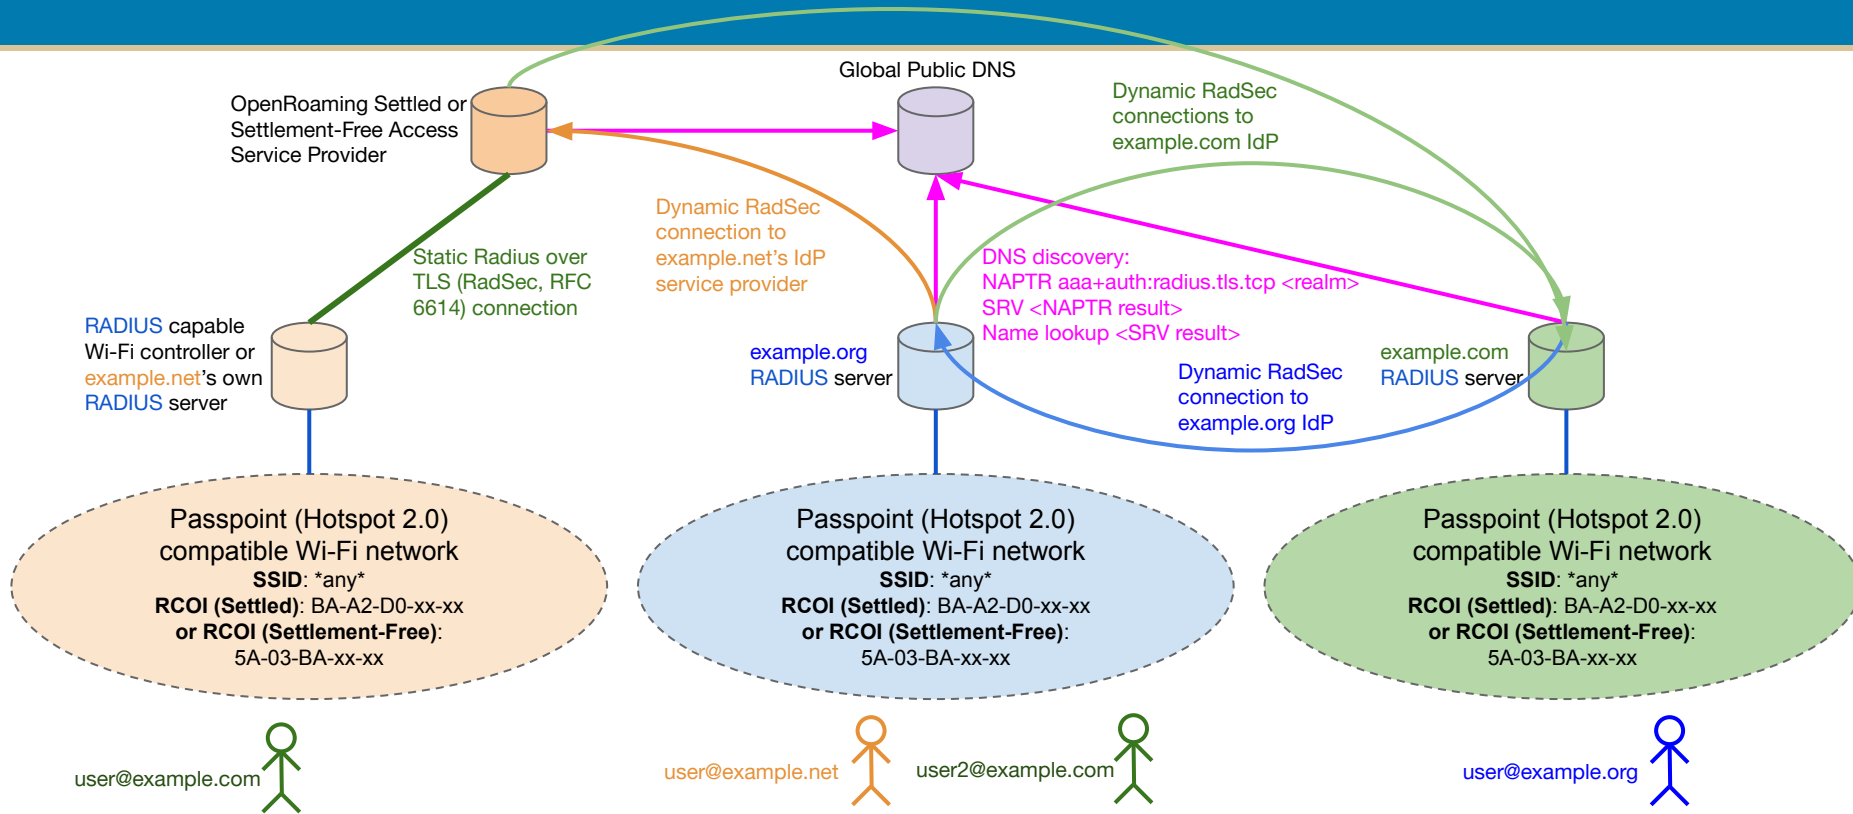 Global Public DNS
OpenRoaming Settled or
Settlement-Free Access
Service Provider
Dynamic RadSec
connections to
example.com IdP
Dynamic RadSec
connection to
example.net's IdP
service provider
Static Radius over
TLS (RadSec, RFC
6614) connection
DNS discovery:
NAPTR aaa+auth:radius.tls.tcp <realm>
SRV <NAPTR result>
Name lookup <SRV result>
RADIUS capable
Wi-Fi controller or
example.net's own
RADIUS server
example.org
RADIUS server
Dynamic RadSec
connection to
example.org IdP
example.com
RADIUS server
Passpoint (Hotspot 2.0)
compatible Wi-Fi network
SSID: *any*
RCOI (Settled): BA-A2-D0-xx-xx
or RCOI (Settlement-Free):
5A-03-BA-xx-xx
Passpoint (Hotspot 2.0)
compatible Wi-Fi network
SSID: *any*
RCOI (Settled): BA-A2-D0-xx-xx
or RCOI (Settlement-Free):
5A-03-BA-xx-xx
Passpoint (Hotspot 2.0)
compatible Wi-Fi network
SSID: *any*
RCOI (Settled): BA-A2-D0-xx-xx
or RCOI (Settlement-Free):
5A-03-BA-xx-xx
user@example.com
user@example.net
user2@example.com
user@example.org